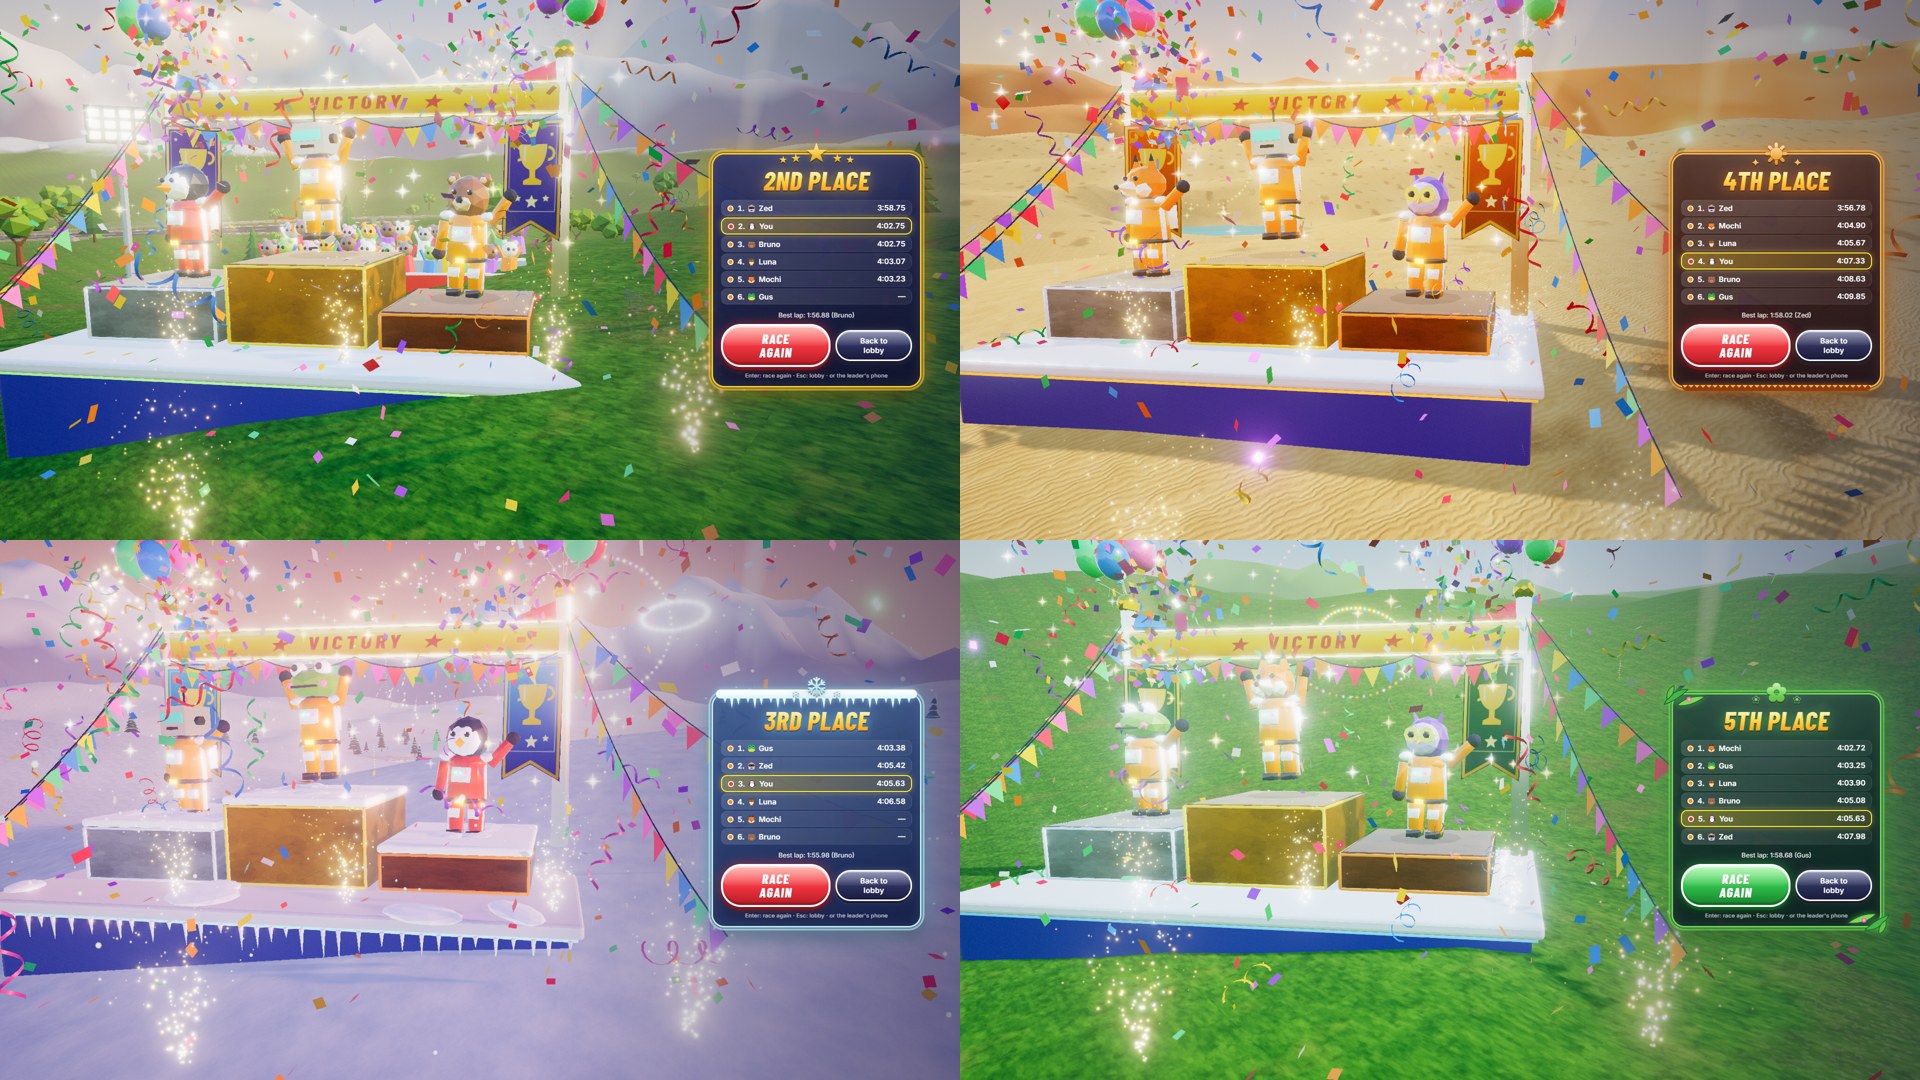 VICTORY
2ND PLACE
1. Zed 3:58.75
2. You 4:02.75
3. Bruno 4:02.75
4. Luna 4:03.07
5. Mochi 4:03.23
6. Gus —
Best lap: 1:56.88 (Bruno)
RACE
AGAIN
Back to
lobby
Enter: race again · Esc: lobby · or the leader's phone
VICTORY
4TH PLACE
1. Zed 3:56.78
2. Mochi 4:04.90
3. Luna 4:05.67
4. You 4:07.33
5. Bruno 4:08.63
6. Gus 4:09.85
Best lap: 1:58.02 (Zed)
RACE
AGAIN
Back to
lobby
Enter: race again · Esc: lobby · or the leader's phone
VICTORY
3RD PLACE
1. Gus 4:03.38
2. Zed 4:05.42
3. You 4:05.63
4. Luna 4:06.58
5. Mochi —
6. Bruno —
Best lap: 1:55.98 (Bruno)
RACE
AGAIN
Back to
lobby
Enter: race again · Esc: lobby · or the leader's phone
VICTORY
5TH PLACE
1. Mochi 4:02.72
2. Gus 4:03.25
3. Luna 4:03.90
4. Bruno 4:05.08
5. You 4:05.63
6. Zed 4:07.98
Best lap: 1:58.68 (Gus)
RACE
AGAIN
Back to
lobby
Enter: race again · Esc: lobby · or the leader's phone